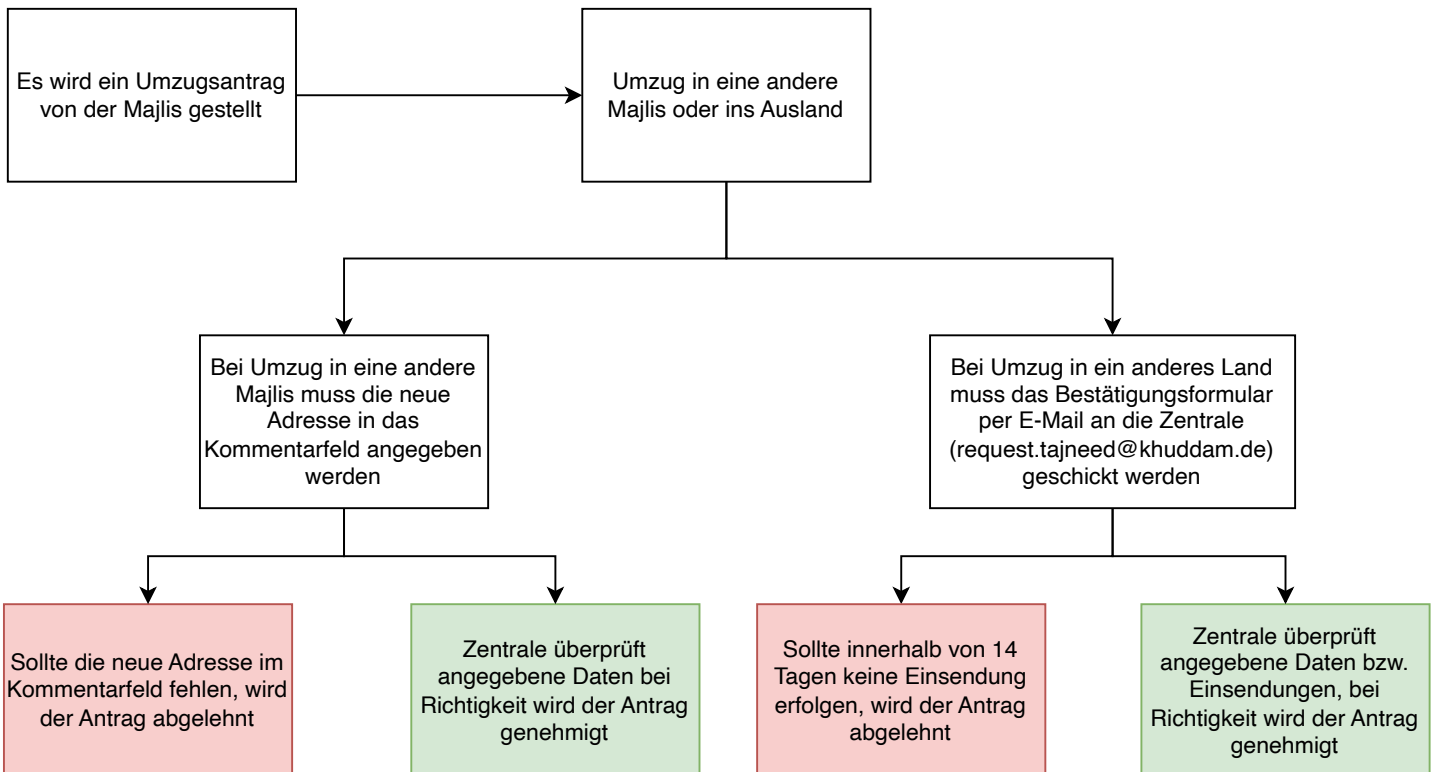 Es wird ein Umzugsantrag
von der Majlis gestellt
Umzug in eine andere
Majlis oder ins Ausland
Bei Umzug in eine andere
Majlis muss die neue
Adresse in das
Kommentarfeld angegeben
werden
Bei Umzug in ein anderes Land
muss das Bestätigungsformular
per E-Mail an die Zentrale
(request.tajneed@khuddam.de)
geschickt werden
Sollte die neue Adresse im
Kommentarfeld fehlen, wird
der Antrag abgelehnt
Zentrale überprüft
angegebene Daten bei
Richtigkeit wird der Antrag
genehmigt
Sollte innerhalb von 14
Tagen keine Einsendung
erfolgen, wird der Antrag
abgelehnt
Zentrale überprüft
angegebene Daten bzw.
Einsendungen, bei
Richtigkeit wird der Antrag
genehmigt